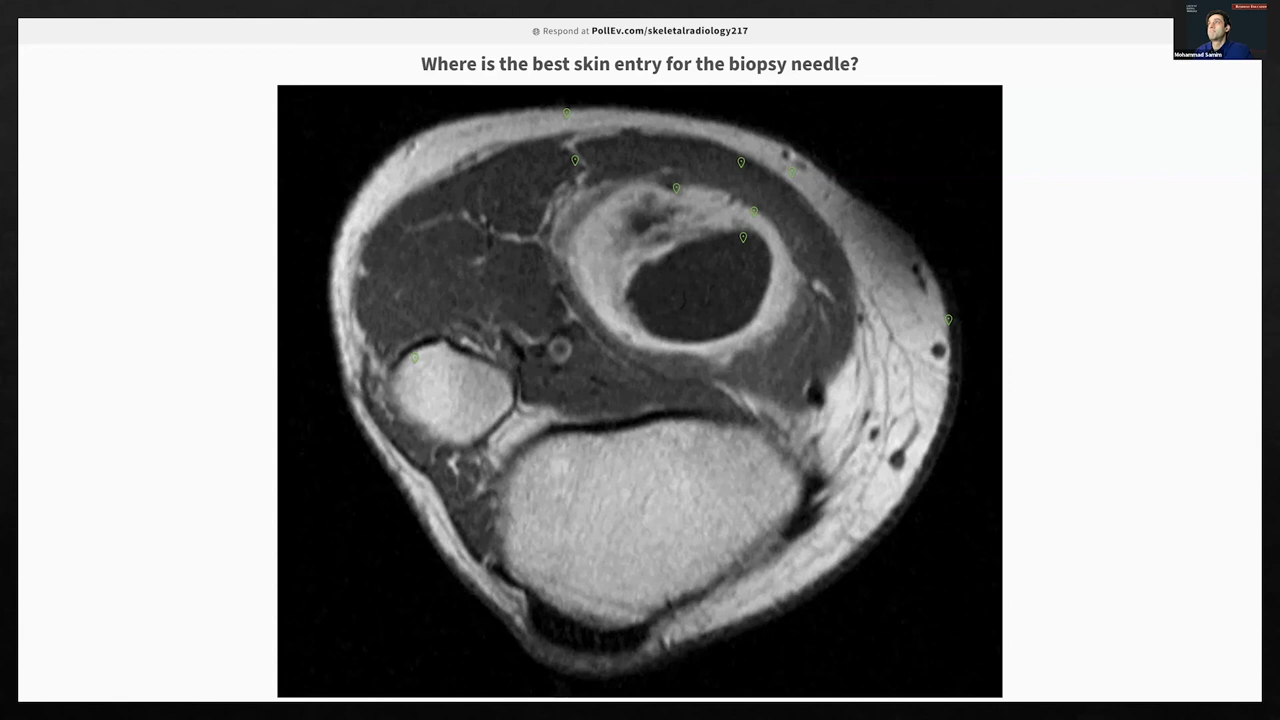 Respond at PollEv.com/skeletalradiology217
Where is the best skin entry for the biopsy needle?
Mohammad Samim